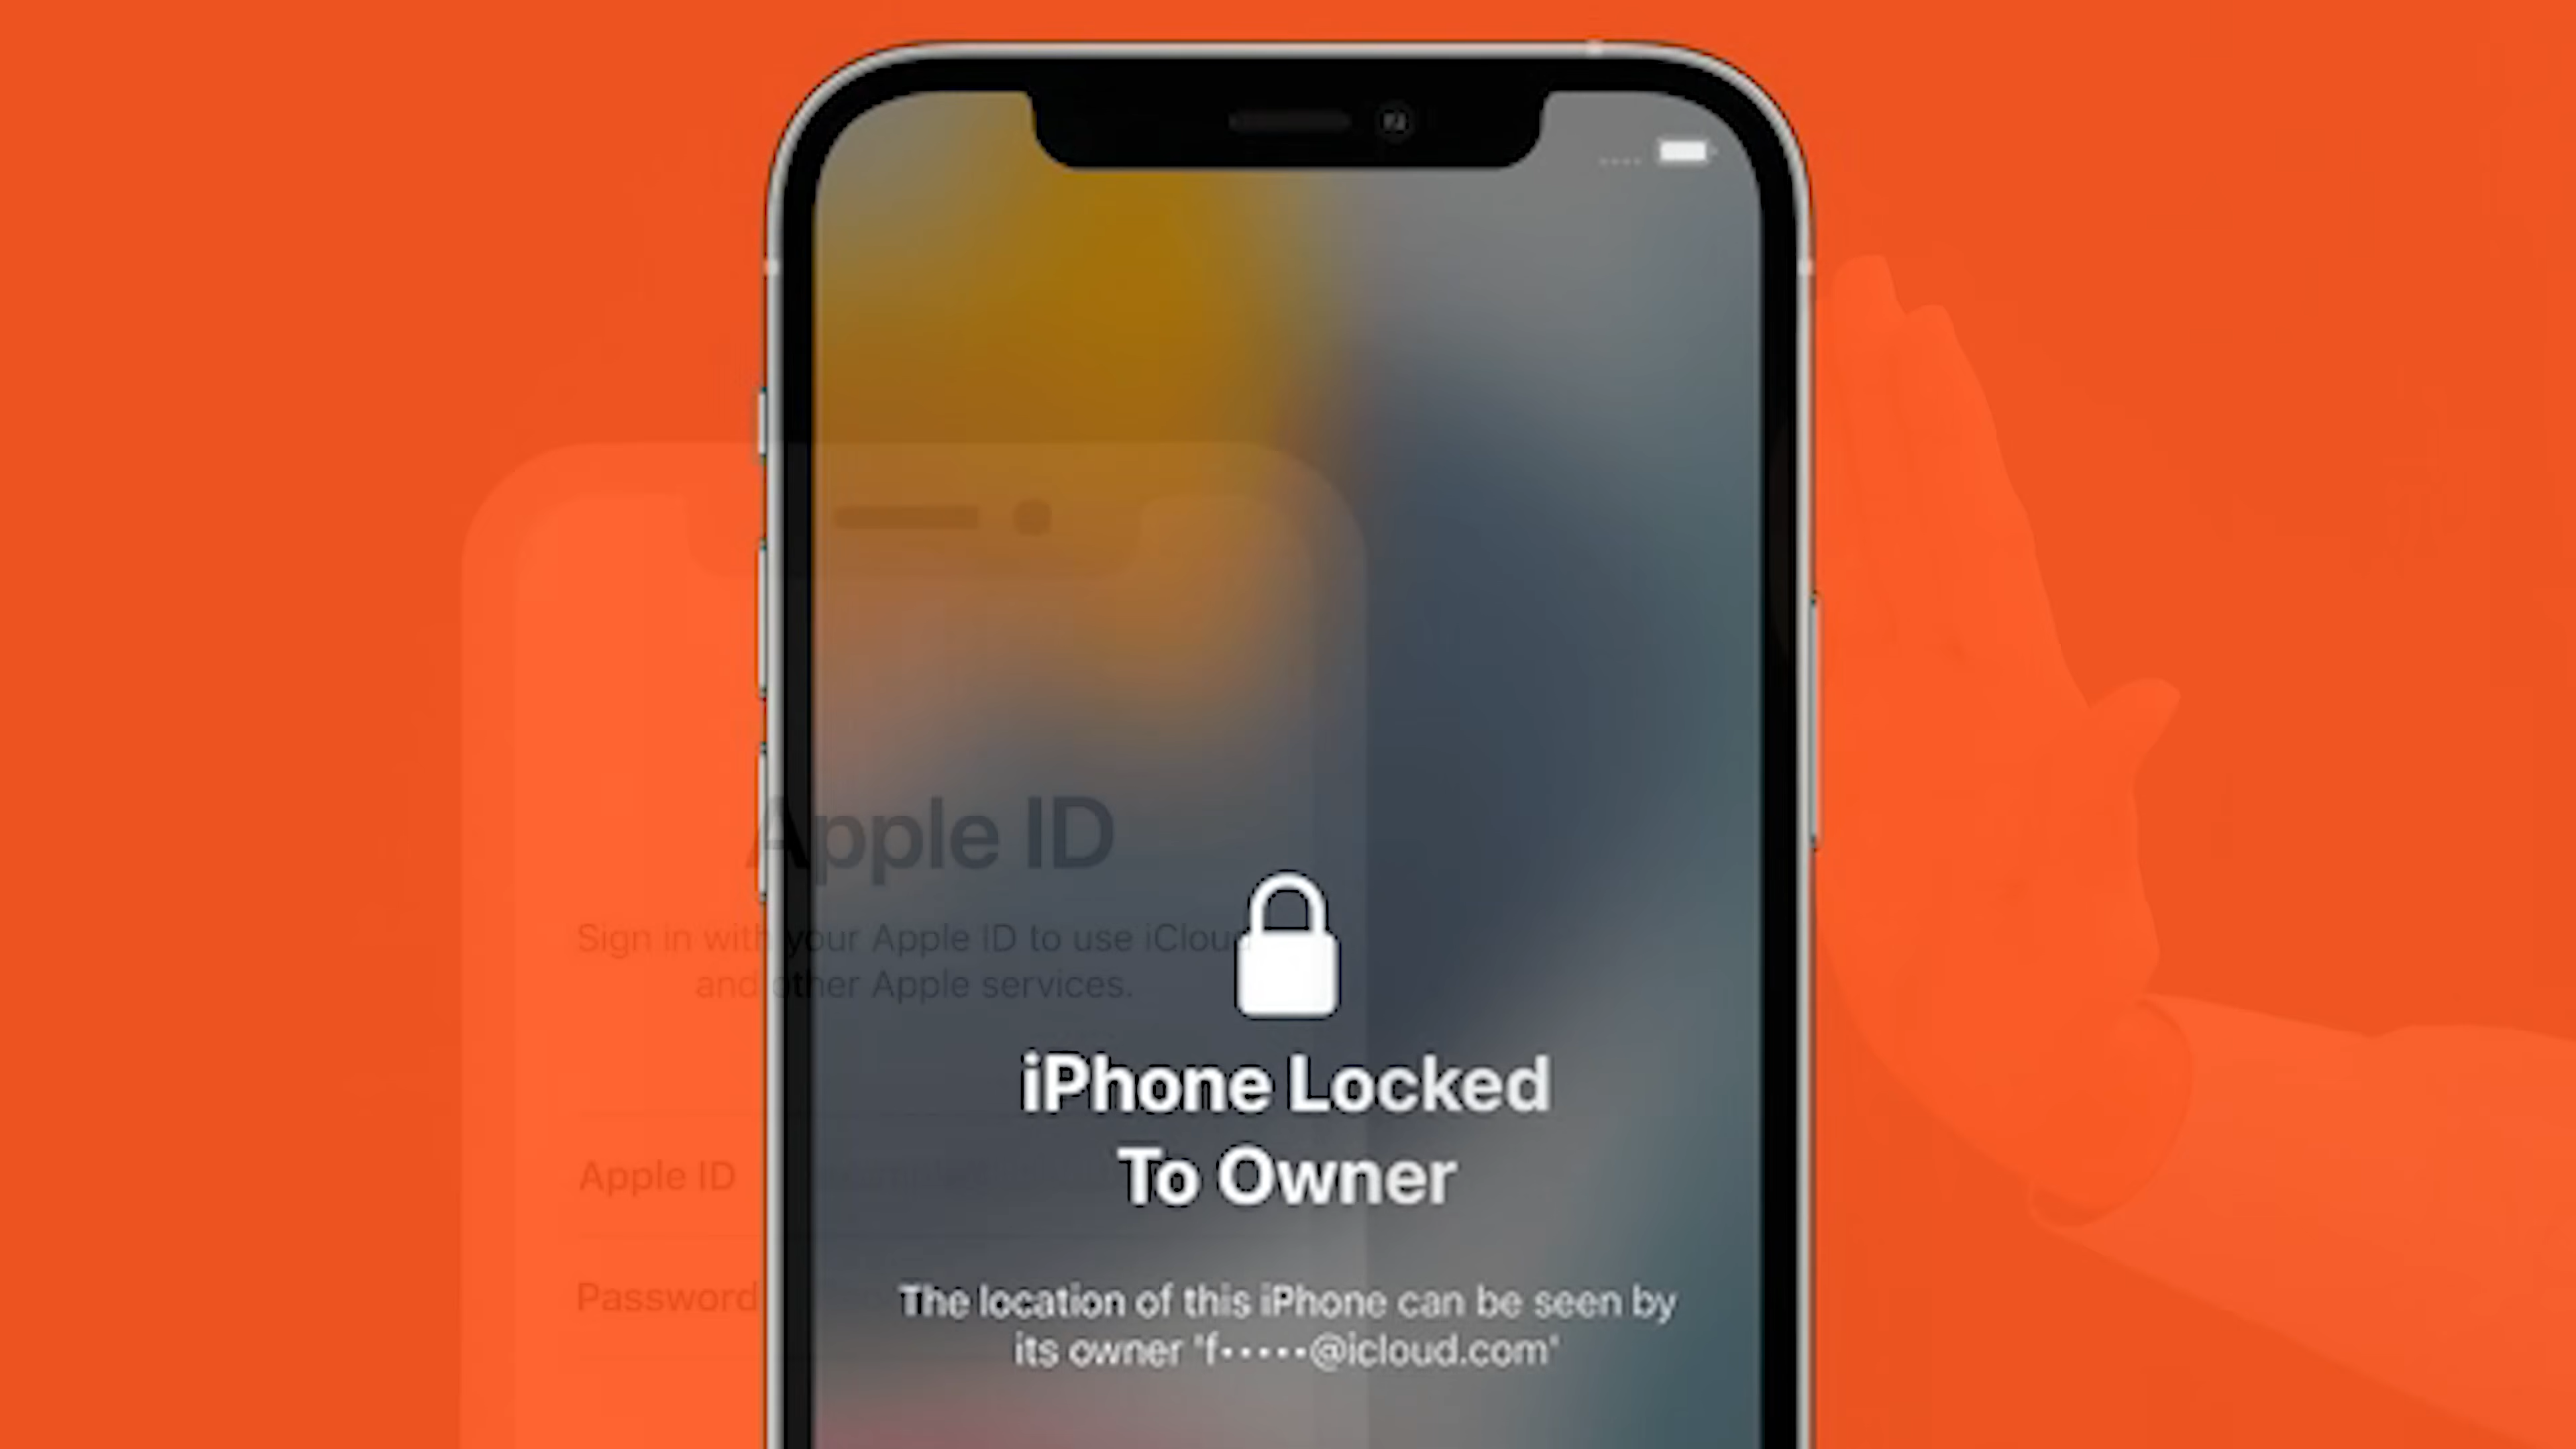 Apple ID
Sign in with your Apple ID to use iCloud
and other Apple services.
Apple ID
Password
iPhone Locked
To Owner
The location of this iPhone can be seen by
its owner 'f•••••@icloud.com'